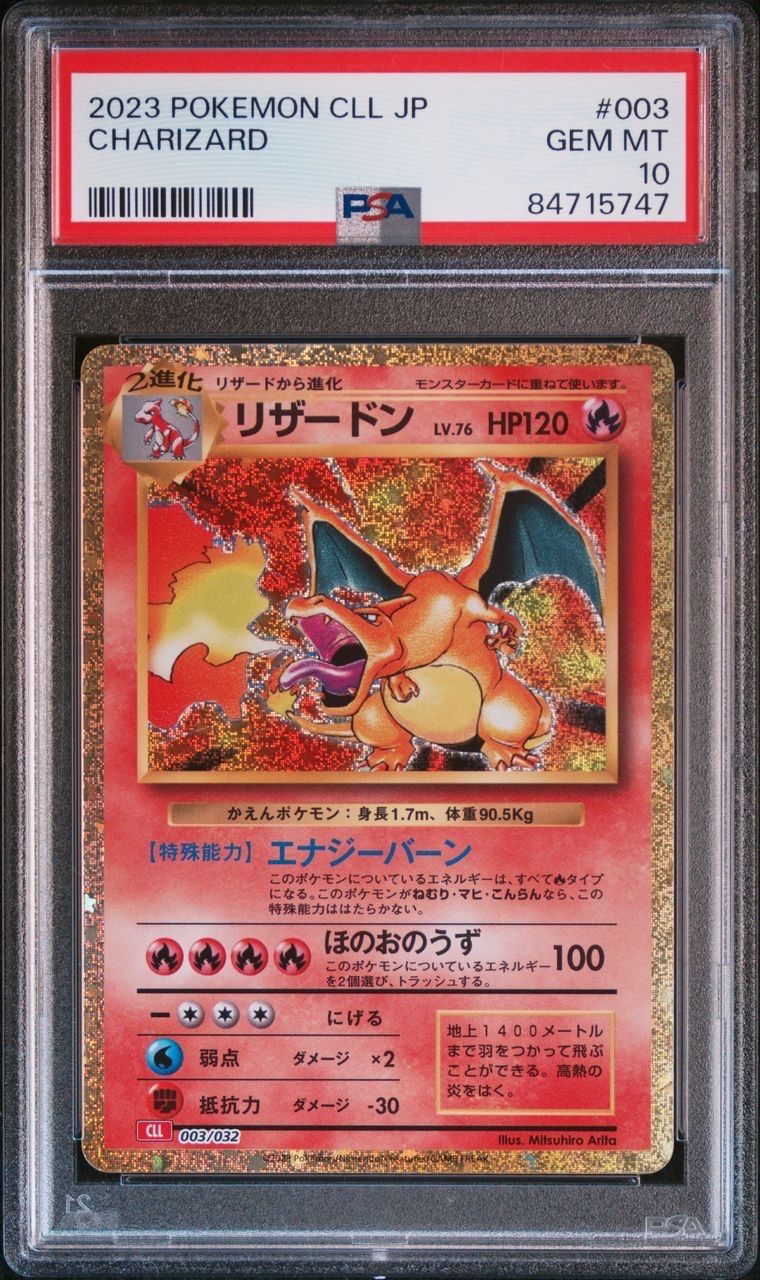 2023 POKEMON CLL JP #003
CHARIZARD GEM MT
10
84715747
PSA
2進化 リザードから進化 モンスターカードに重ねて使います。
リザードン LV.76 HP120
かえんポケモン：身長1.7m、体重90.5Kg
【特殊能力】エナジーバーン
このポケモンについているエネルギーは、すべてタイプ
になる。このポケモンがねむり・マヒ・こんらんなら、この
特殊能力ははたらかない。
ほのおのうず 100
このポケモンについているエネルギー
を2個選び、トラッシュする。
にげる
弱点 ダメージ ×2
抵抗力 ダメージ -30
地上1400メートル
まで羽をつかって飛ぶ
ことができる。高熱の
炎をはく。
CLL 003/032
Illus. Mitsuhiro Arita
©2023 Pokémon/Nintendo/Creatures/GAME FREAK
PSA